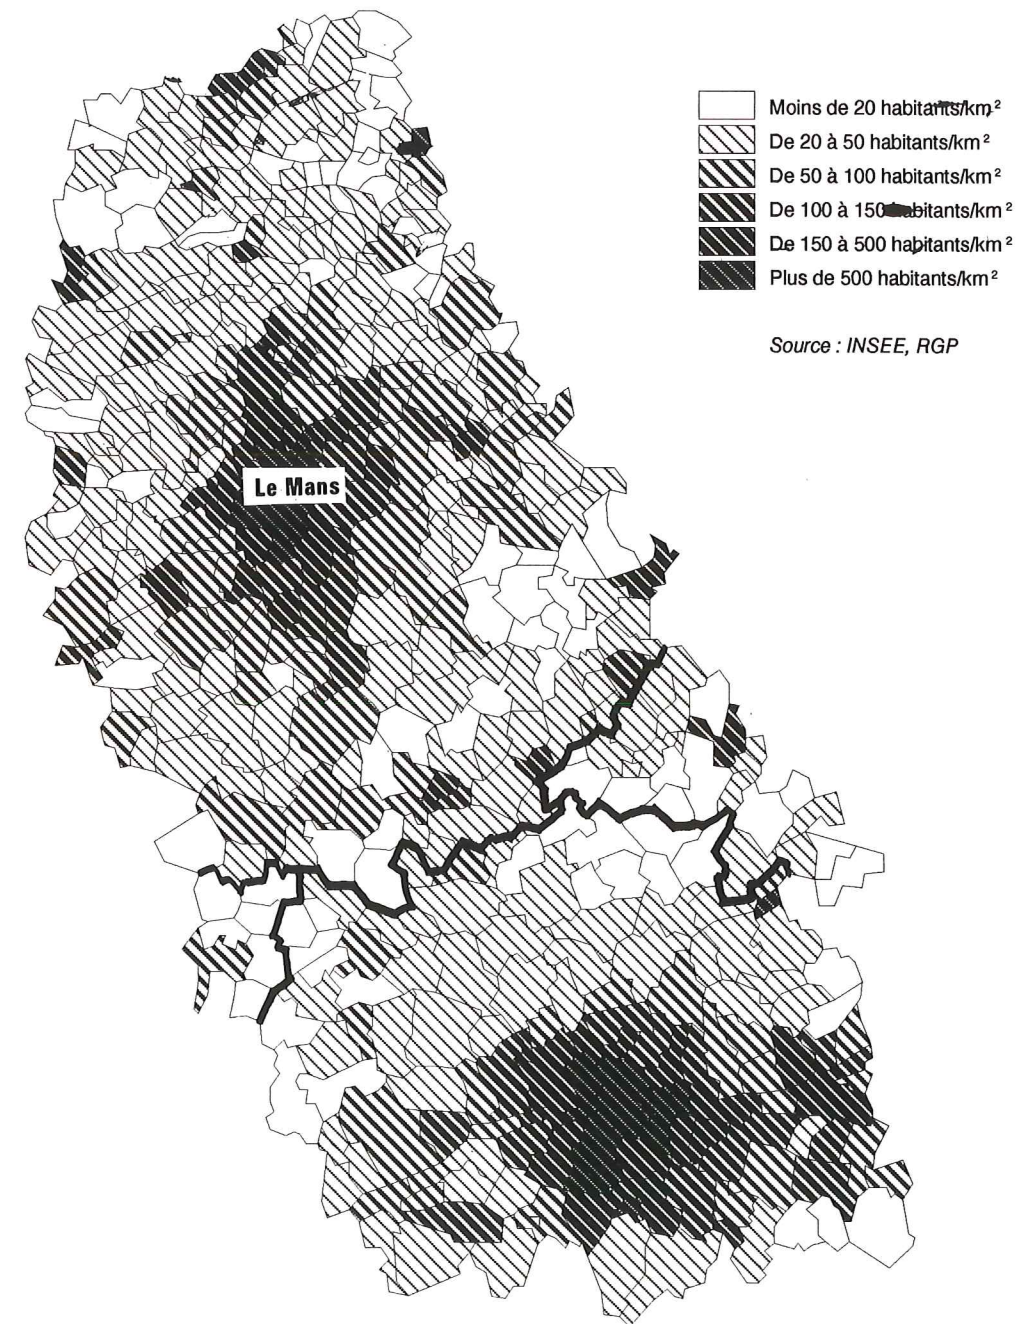 Moins de 20 habitants/km²
De 20 à 50 habitants/km²
De 50 à 100 habitants/km²
De 100 à 150 habitants/km²
De 150 à 500 habitants/km²
Plus de 500 habitants/km²
Source : INSEE, RGP
Le Mans